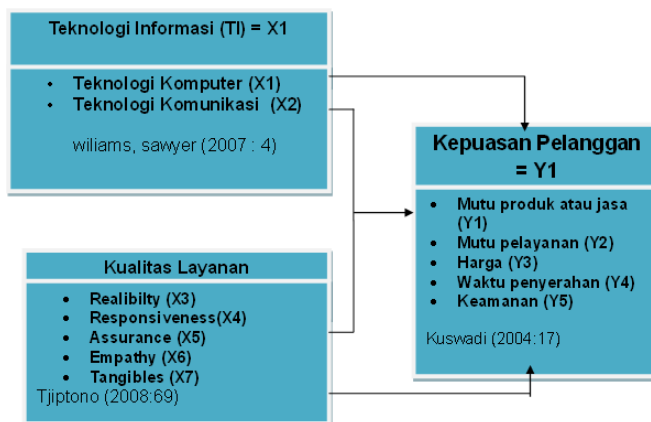 Teknologi Informasi (TI) = X1
• Teknologi Komputer (X1)
• Teknologi Komunikasi (X2)
wiliams, sawyer (2007 : 4)
Kualitas Layanan
• Realibilty (X3)
• Responsiveness(X4)
• Assurance (X5)
• Empathy (X6)
• Tangibles (X7)
Tjiptono (2008:69)
Kepuasan Pelanggan
= Y1
• Mutu produk atau jasa
(Y1)
• Mutu pelayanan (Y2)
• Harga (Y3)
• Waktu penyerahan (Y4)
• Keamanan (Y5)
Kuswadi (2004:17)